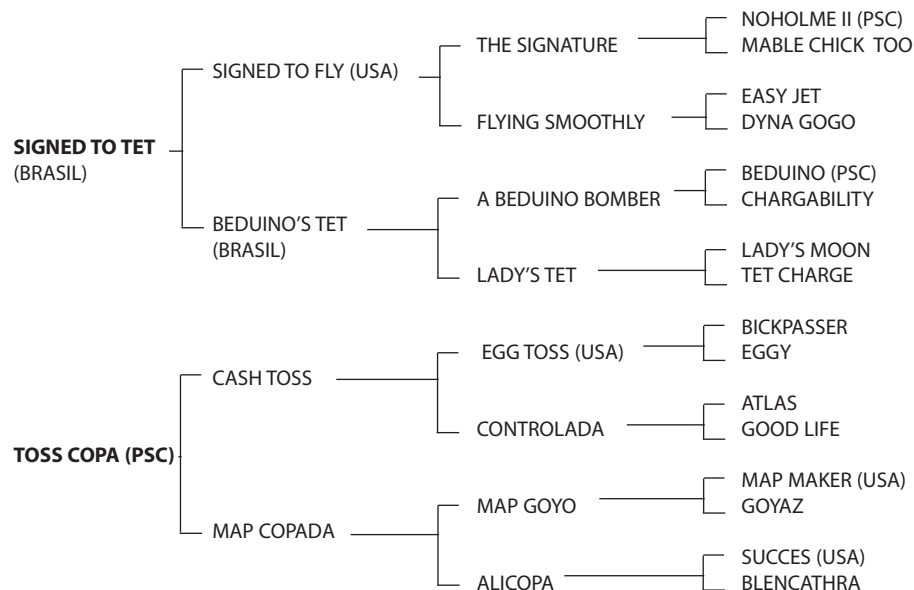 SIGNED TO TET
(BRASIL)
SIGNED TO FLY (USA)
THE SIGNATURE
NOHOLME II (PSC)
MABLE CHICK TOO
FLYING SMOOTHLY
EASY JET
DYNA GOGO
BEDUINO'S TET
(BRASIL)
A BEDUINO BOMBER
BEDUINO (PSC)
CHARGABILITY
LADY'S TET
LADY'S MOON
TET CHARGE
TOSS COPA (PSC)
CASH TOSS
EGG TOSS (USA)
BICKPASSER
EGGY
CONTROLADA
ATLAS
GOOD LIFE
MAP COPADA
MAP GOYO
MAP MAKER (USA)
GOYAZ
ALICOPA
SUCCES (USA)
BLENCATHRA